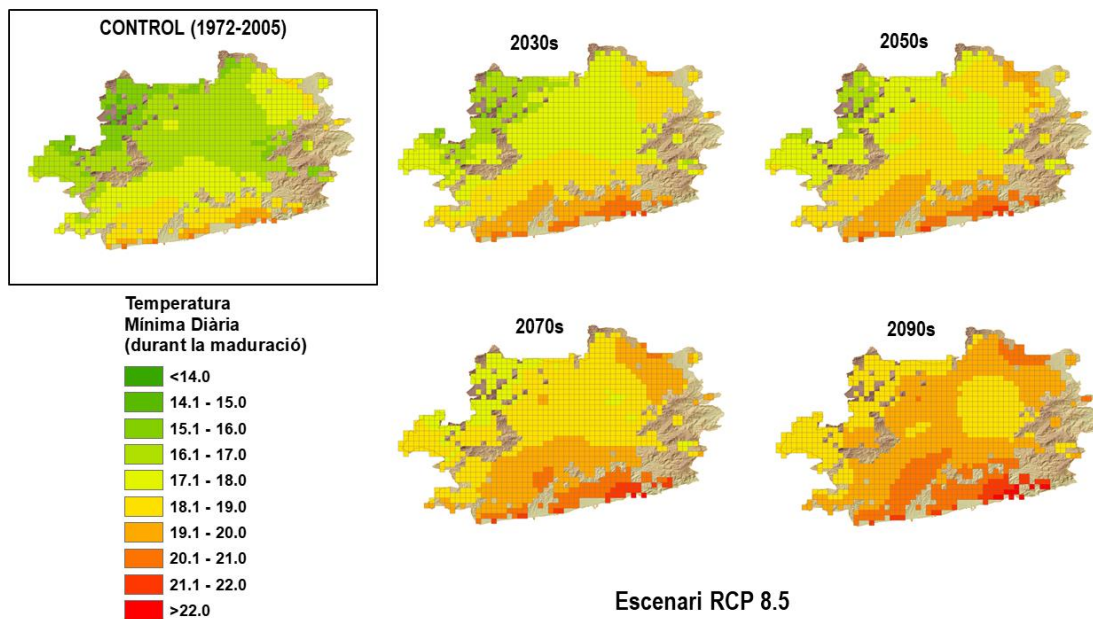 CONTROL (1972-2005)
2030s
2050s
Temperatura
Mínima Diària
(durant la maduració)
<14.0
14.1 - 15.0
15.1 - 16.0
16.1 - 17.0
17.1 - 18.0
18.1 - 19.0
19.1 - 20.0
20.1 - 21.0
21.1 - 22.0
>22.0
2070s
2090s
Escenari RCP 8.5